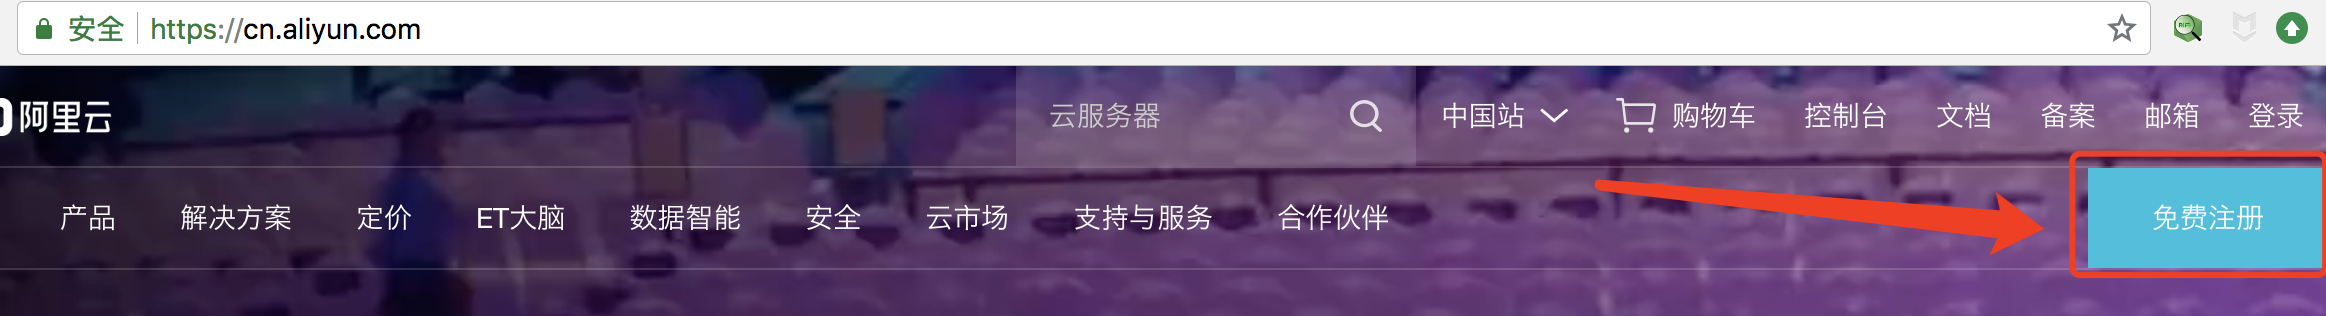 安全 https://cn.aliyun.com
阿里云 云服务器 中国站 购物车 控制台 文档 备案 邮箱 登录
产品 解决方案 定价 ET大脑 数据智能 安全 云市场 支持与服务 合作伙伴 免费注册